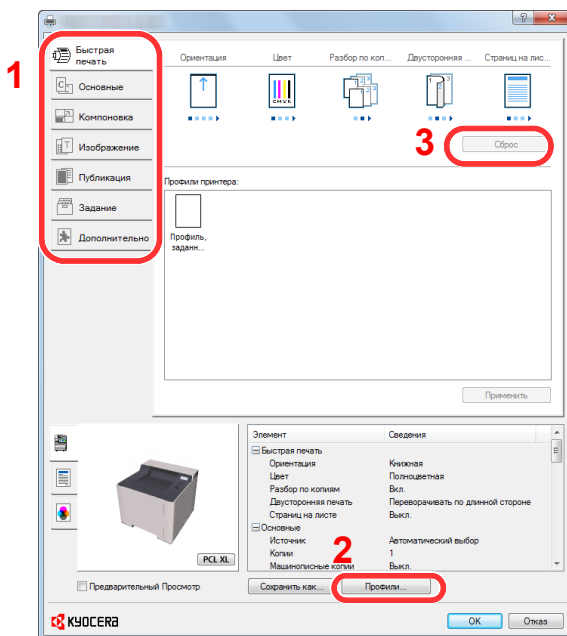 1
Быстрая
печать
Основные
Компоновка
Изображение
Публикация
Задание
Дополнительно
Ориентация Цвет Разбор по коп... Двусторонняя ... Страниц на лис...
CMYK
3
Сброс
Профили принтера:
Профиль,
заданн...
Применить
Элемент Сведения
Быстрая печать
Ориентация Книжная
Цвет Полноцветная
Разбор по копиям Вкл.
Двусторонняя печать Переворачивать по длинной стороне
Страниц на листе Выкл.
Основные
Источник Автоматический выбор
Копии 1
Машинописные копии Выкл.
PCL XL
2
Предварительный Просмотр
Сохранить как...
Профили...
KYOCERA
OK
Отказ